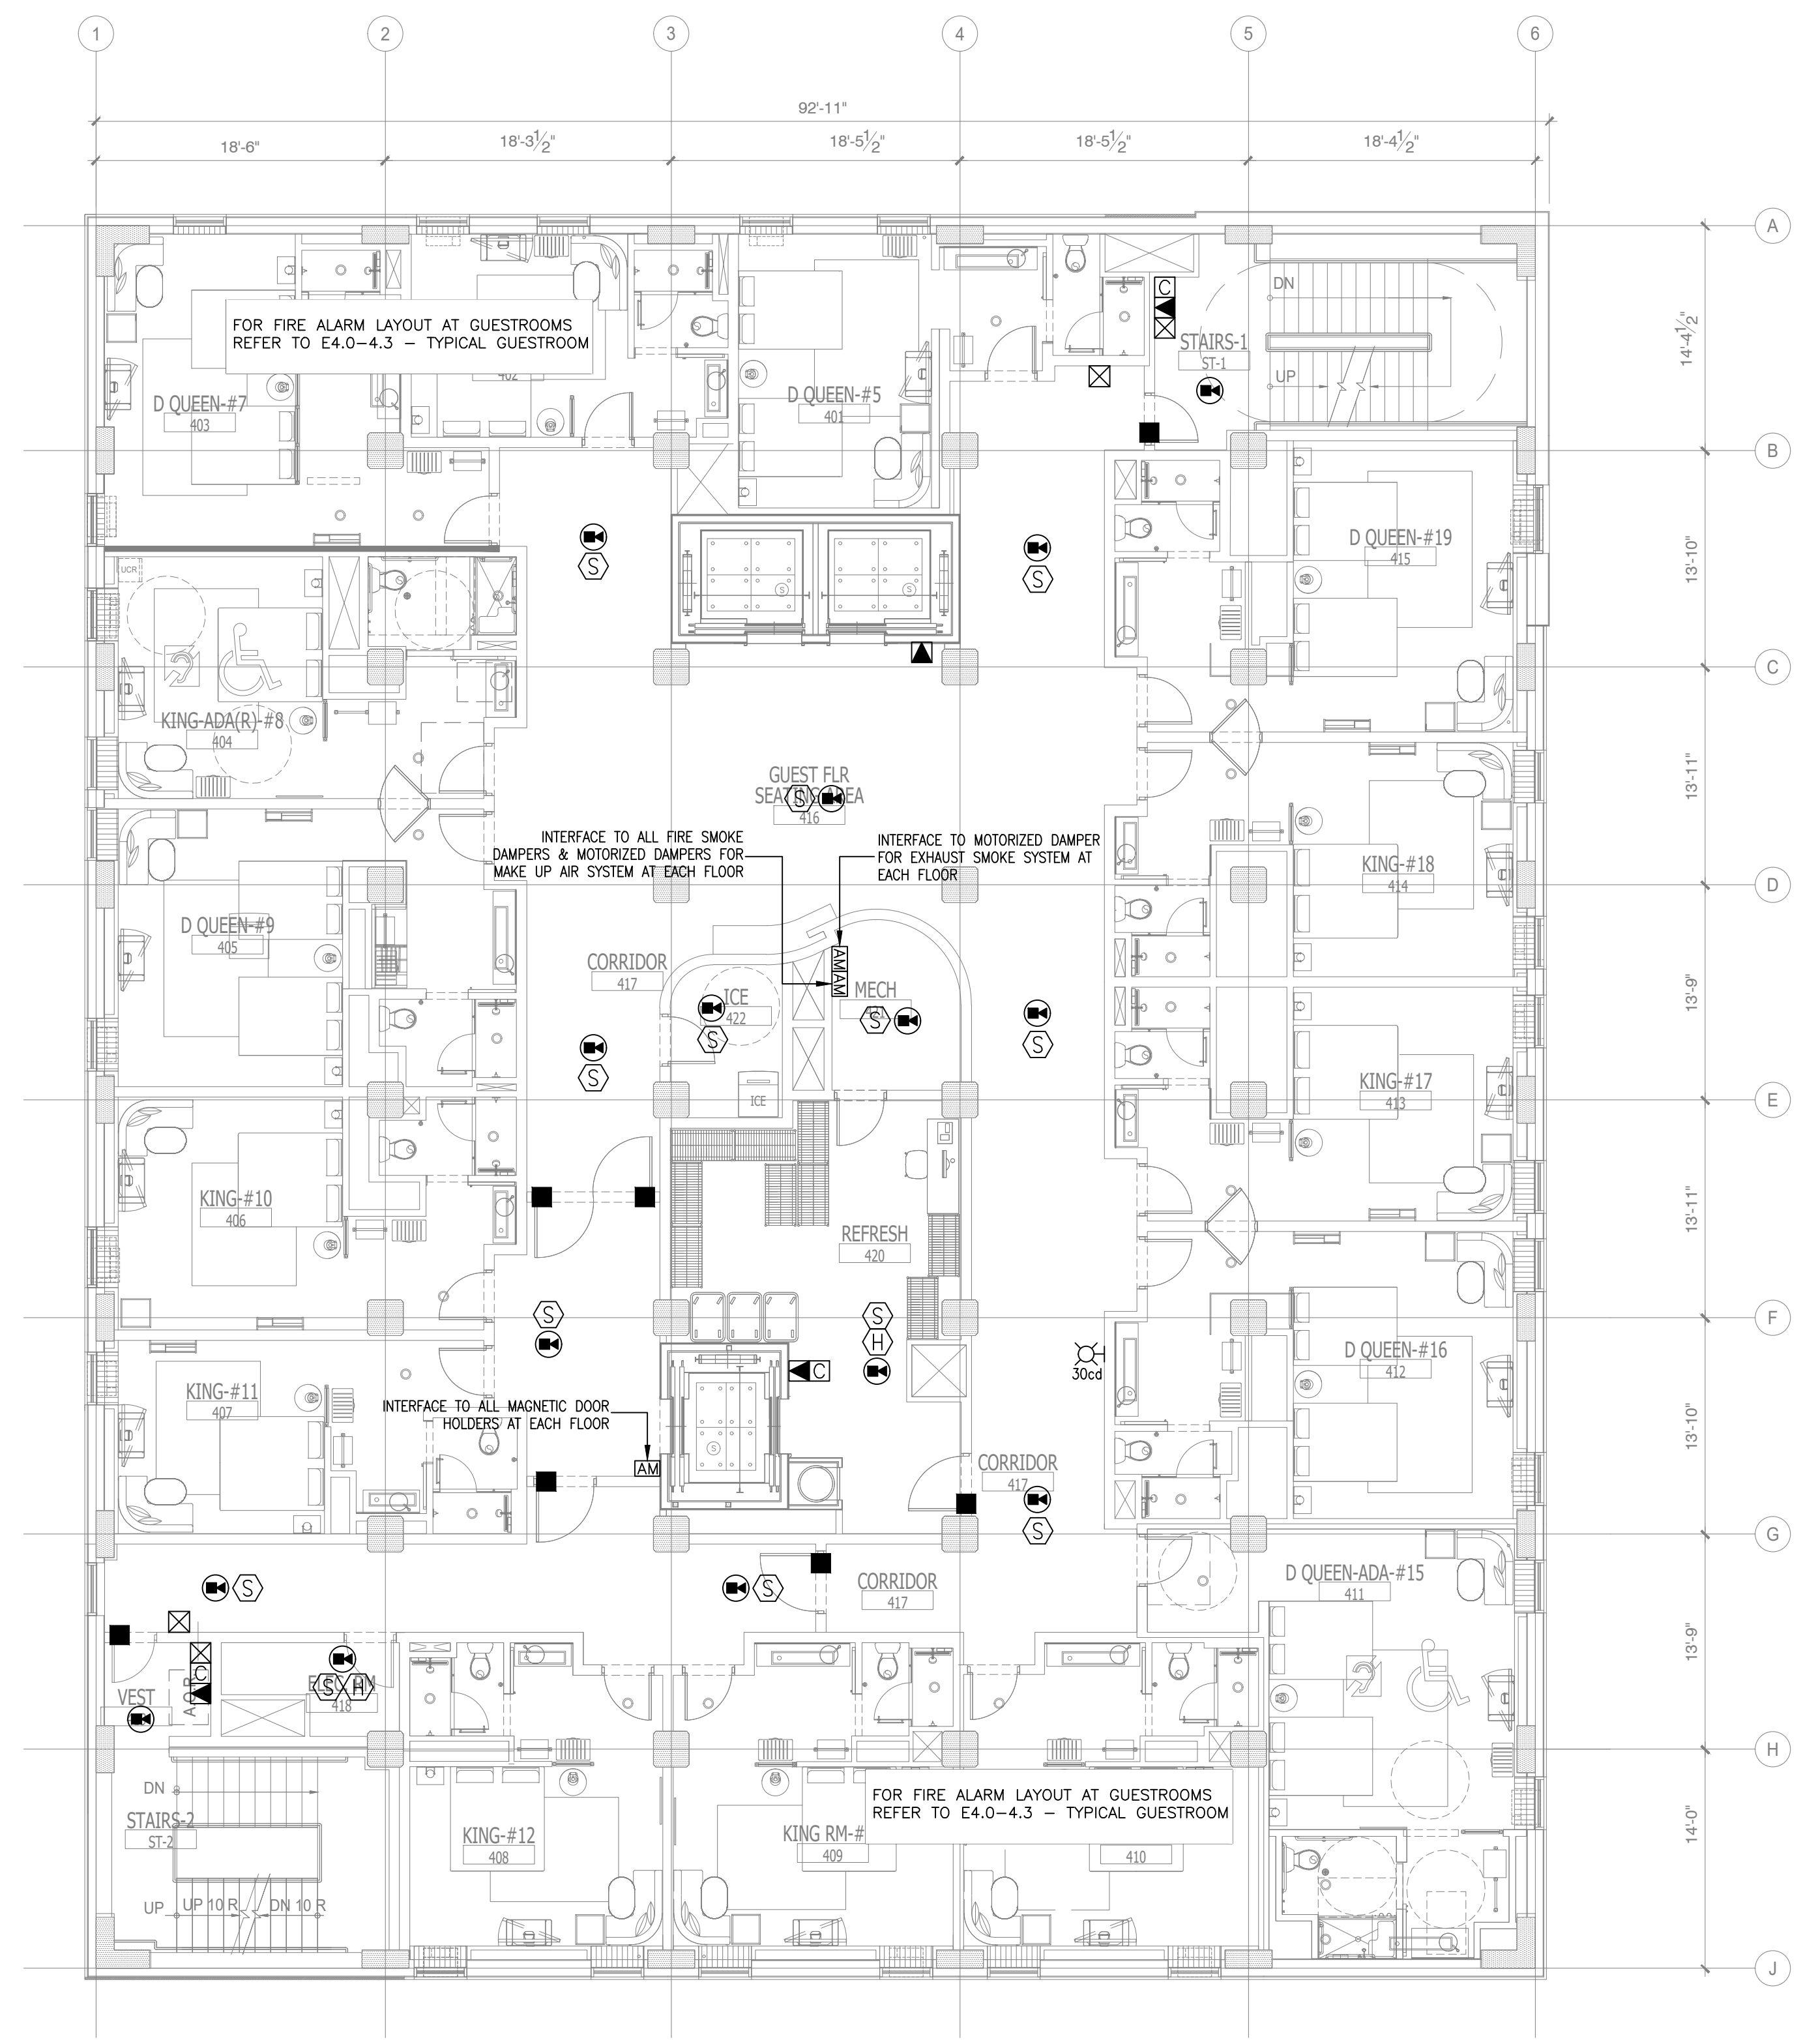 1 2 3 4 5 6
92'-11"
18'-6" 18'-3 1/2" 18'-5 1/2" 18'-5 1/2" 18'-4 1/2"
A
14'-4 1/2"
B
13'-10"
C
13'-11"
D
13'-9"
E
13'-11"
F
13'-10"
G
13'-9"
H
14'-0"
J
FOR FIRE ALARM LAYOUT AT GUESTROOMS
REFER TO E4.0-4.3 - TYPICAL GUESTROOM
402
D QUEEN-#7
403
D QUEEN-#5
401
C
STAIRS-1
ST-1
DN
UP
S
S
S
S
D QUEEN-#19
415
UCR
KING-ADA(R)-#8
404
GUEST FLR
SEATING AREA
S
416
INTERFACE TO ALL FIRE SMOKE
DAMPERS & MOTORIZED DAMPERS FOR
MAKE UP AIR SYSTEM AT EACH FLOOR
INTERFACE TO MOTORIZED DAMPER
FOR EXHAUST SMOKE SYSTEM AT
EACH FLOOR
KING-#18
414
D QUEEN-#9
405
CORRIDOR
417
AM AM
ICE
422
S
MECH
421
S
S
S
ICE
KING-#17
413
KING-#10
406
REFRESH
420
S
S
H
C
30cd
D QUEEN-#16
412
KING-#11
407
INTERFACE TO ALL MAGNETIC DOOR
HOLDERS AT EACH FLOOR
AM
S
CORRIDOR
417
S
S
S
CORRIDOR
417
D QUEEN-ADA-#15
411
C
VEST
A.O.R.
ELEC RM
S H
418
DN
STAIRS-2
ST-2
UP UP 10 R DN 10 R
KING-#12
408
KING RM-#
409
FOR FIRE ALARM LAYOUT AT GUESTROOMS
REFER TO E4.0-4.3 - TYPICAL GUESTROOM
410